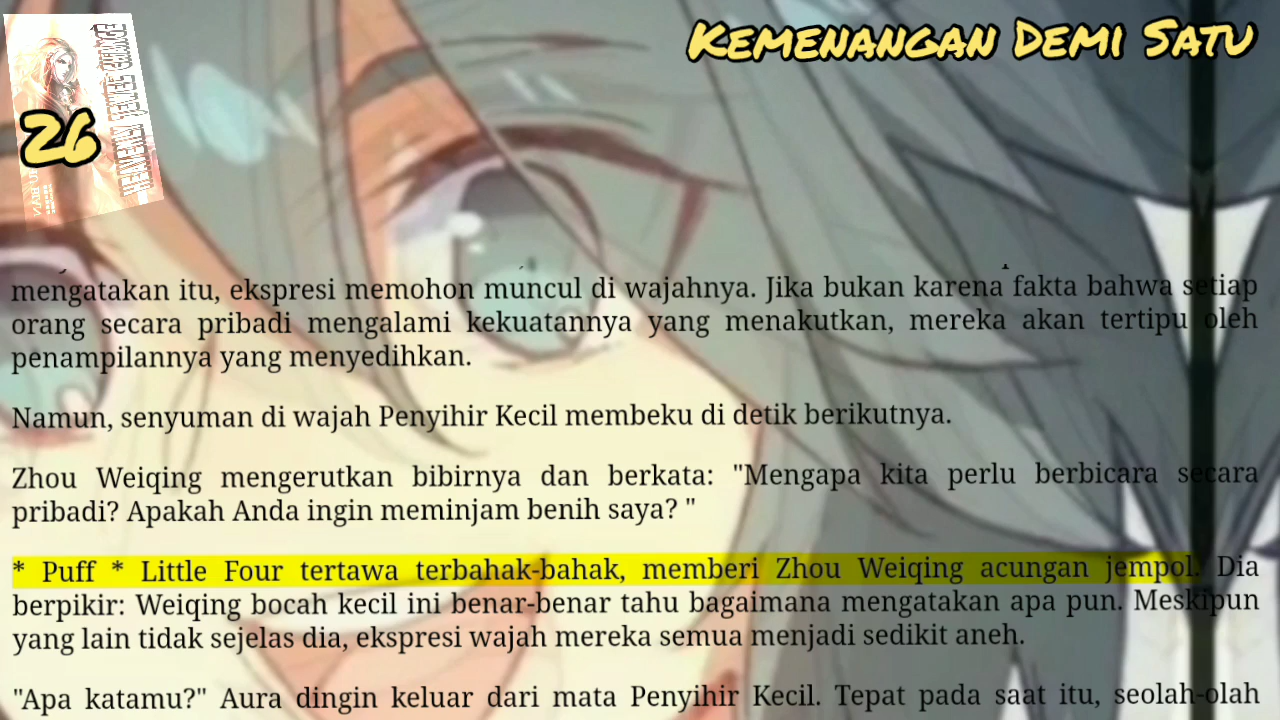 Kemenangan Demi Satu
HEAVENLY JEWEL CHANGE
26
mengatakan itu, ekspresi memohon muncul di wajahnya. Jika bukan karena fakta bahwa setiap
orang secara pribadi mengalami kekuatannya yang menakutkan, mereka akan tertipu oleh
penampilannya yang menyedihkan.
Namun, senyuman di wajah Penyihir Kecil membeku di detik berikutnya.
Zhou Weiqing mengerutkan bibirnya dan berkata: "Mengapa kita perlu berbicara secara
pribadi? Apakah Anda ingin meminjam benih saya? "
* Puff * Little Four tertawa terbahak-bahak, memberi Zhou Weiqing acungan jempol. Dia
berpikir: Weiqing bocah kecil ini benar-benar tahu bagaimana mengatakan apa pun. Meskipun
yang lain tidak sejelas dia, ekspresi wajah mereka semua menjadi sedikit aneh.
"Apa katamu?" Aura dingin keluar dari mata Penyihir Kecil. Tepat pada saat itu, seolah-olah